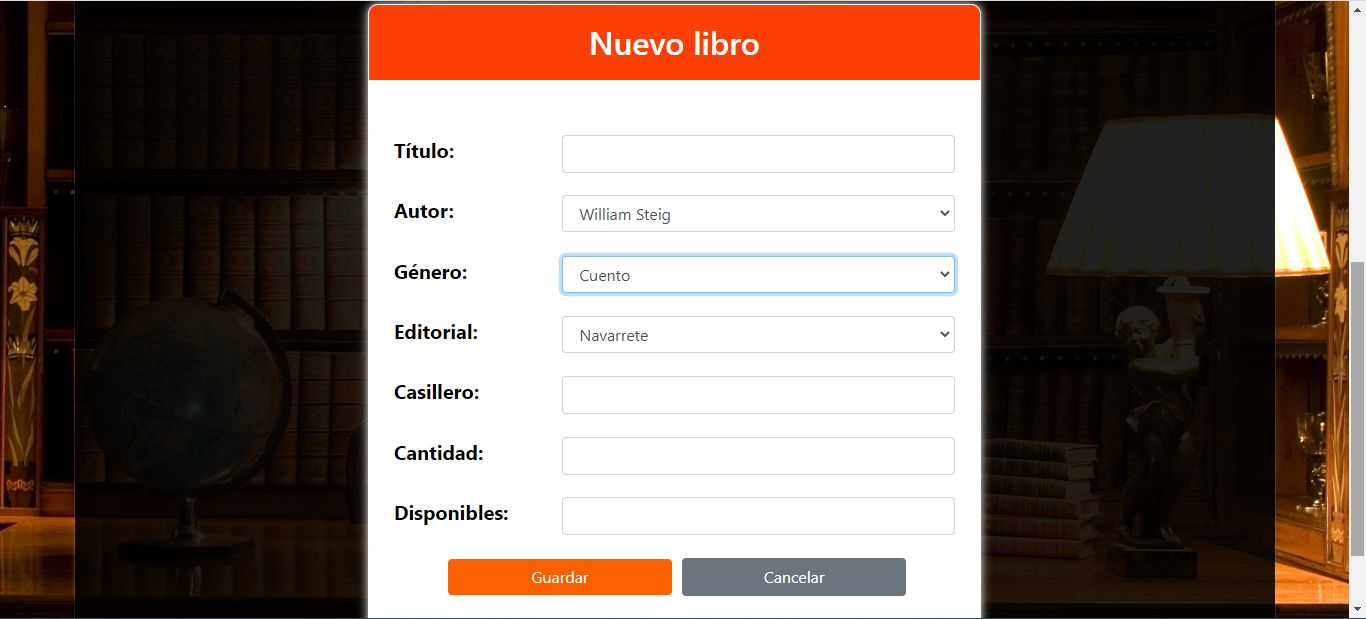 Nuevo libro
Título:
Autor: William Steig
Género: Cuento
Editorial: Navarrete
Casillero:
Cantidad:
Disponibles:
Guardar Cancelar